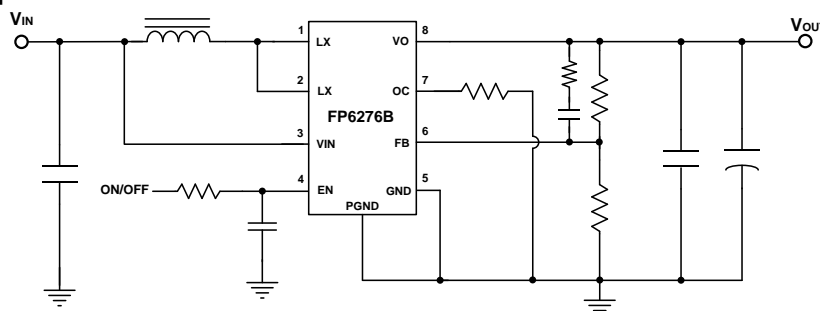 VIN
1
LX
VO
8
VOU
2
LX
OC
7
FP6276B
3
VIN
FB
6
ON/OFF
4
EN
GND
5
PGND